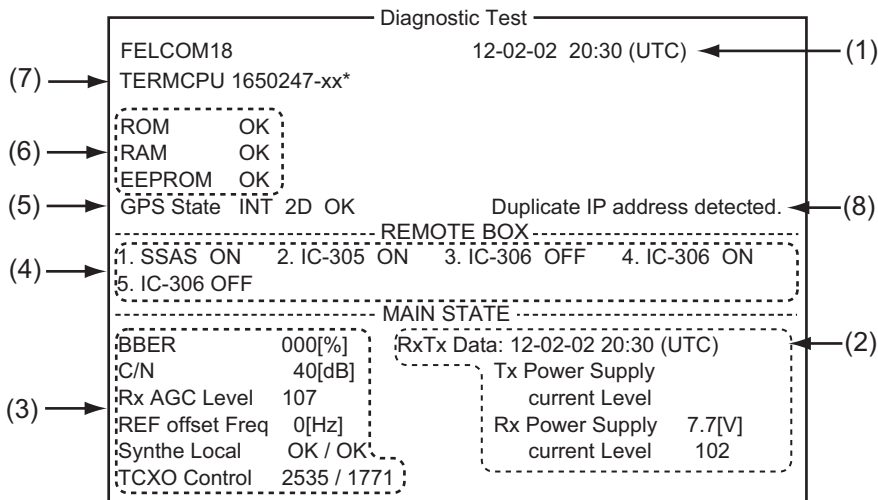 Diagnostic Test
FELCOM18 12-02-02 20:30 (UTC) (1)
(7) TERMCPU 1650247-xx*
ROM OK
(6) RAM OK
EEPROM OK
(5) GPS State INT 2D OK Duplicate IP address detected. (8)
REMOTE BOX
(4) 1. SSAS ON 2. IC-305 ON 3. IC-306 OFF 4. IC-306 ON
5. IC-306 OFF
MAIN STATE
BBER 000[%] RxTx Data: 12-02-02 20:30 (UTC) (2)
C/N 40[dB] Tx Power Supply
(3) Rx AGC Level 107 current Level
REF offset Freq 0[Hz] Rx Power Supply 7.7[V]
Synthe Local OK / OK current Level 102
TCXO Control 2535 / 1771